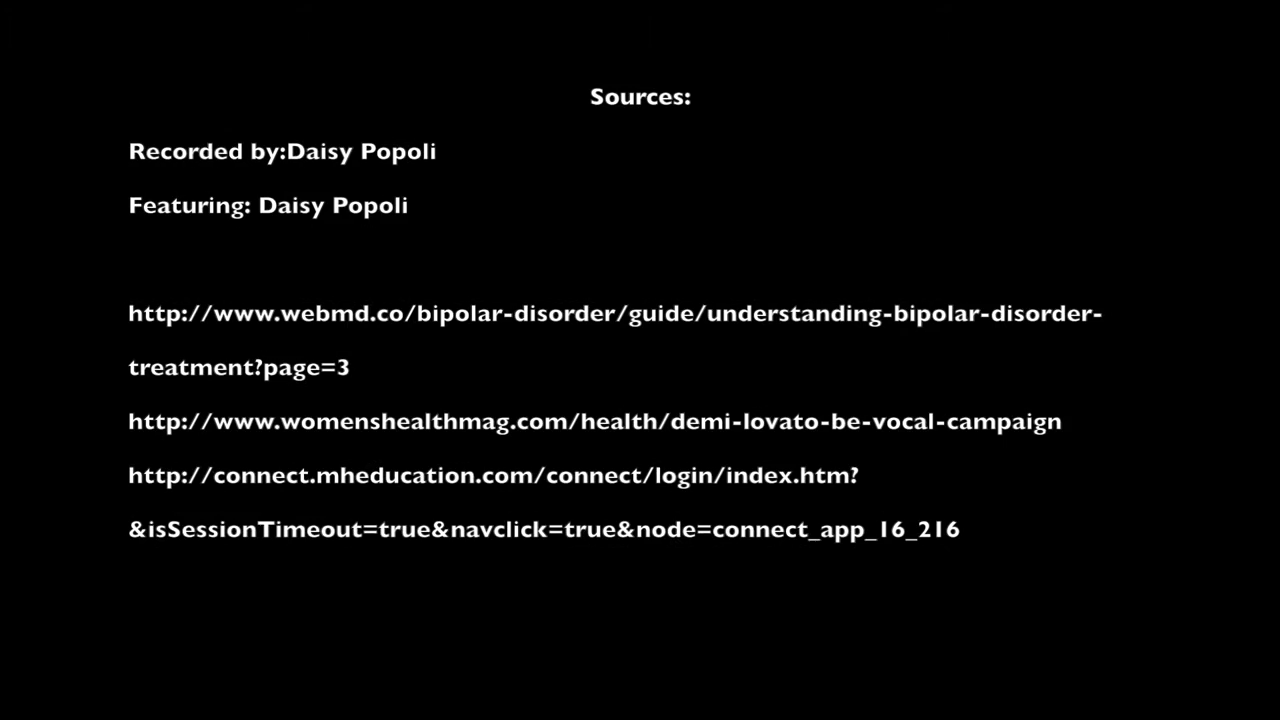 Sources:
Recorded by:Daisy Popoli
Featuring: Daisy Popoli
http://www.webmd.co/bipolar-disorder/guide/understanding-bipolar-disorder-
treatment?page=3
http://www.womenshealthmag.com/health/demi-lovato-be-vocal-campaign
http://connect.mheducation.com/connect/login/index.htm?
&isSessionTimeout=true&navclick=true&node=connect_app_16_216